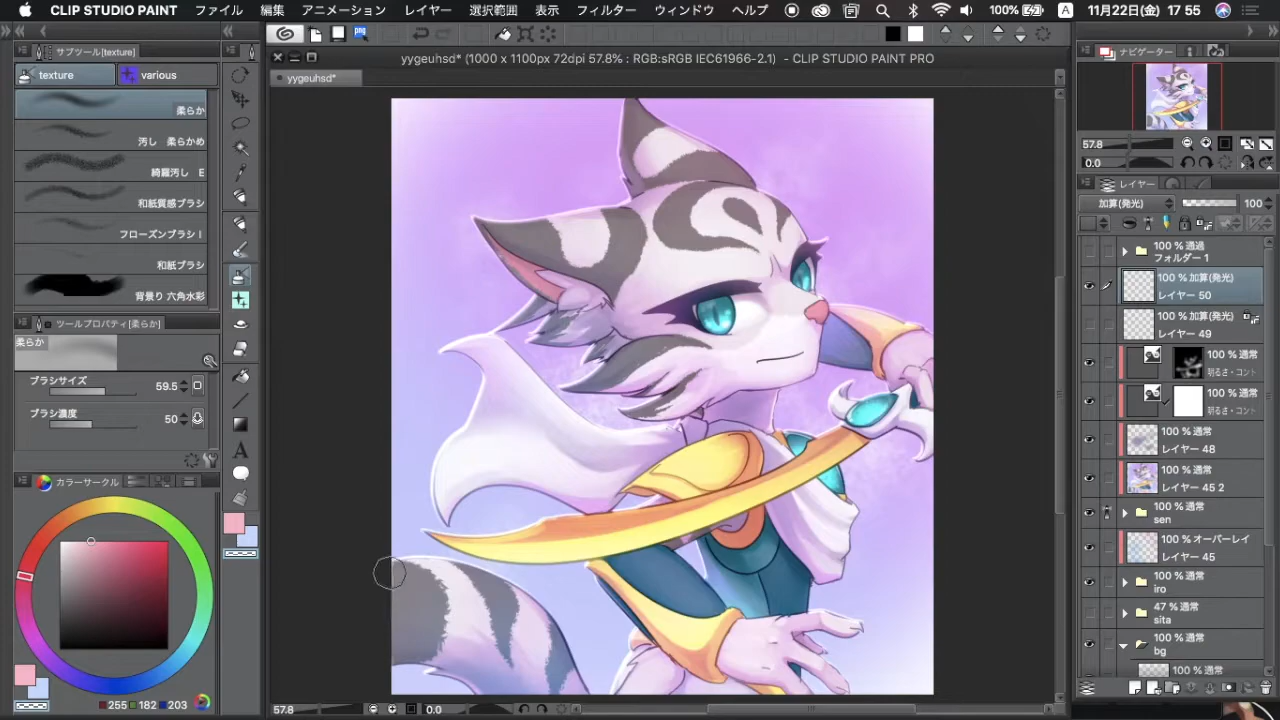 CLIP STUDIO PAINT ファイル 編集 アニメーション レイヤー 選択範囲 表示 フィルター ウィンドウ ヘルプ 100% A 11月22日(金) 17 55
yygeuhsd* (1000 x 1100px 72dpi 57.8% : RGB:sRGB IEC61966-2.1) - CLIP STUDIO PAINT PRO
yygeuhsd*
サブツール[texture]
texture
various
柔らか
汚し 柔らかめ
綺羅汚し E
和紙質感ブラシ
フローズンブラシ I
和紙ブラシ
背景り 六角水彩
ツールプロパティ[柔らか]
柔らか
ブラシサイズ 59.5
ブラシ濃度 50
カラーサークル
255 182 203
57.8 0.0
ナビゲーター
57.8
0.0
レイヤー
加算(発光) 100
100 % 通過
フォルダー 1
100 % 加算(発光)
レイヤー 50
100 % 加算(発光)
レイヤー 49
100 % 通常
明るさ・コント
100 % 通常
明るさ・コント
100 % 通常
レイヤー 48
100 % 通常
レイヤー 45 2
100 % 通常
sen
100 % オーバーレイ
レイヤー 45
100 % 通常
iro
47 % 通常
sita
100 % 通常
bg
100 % 通常